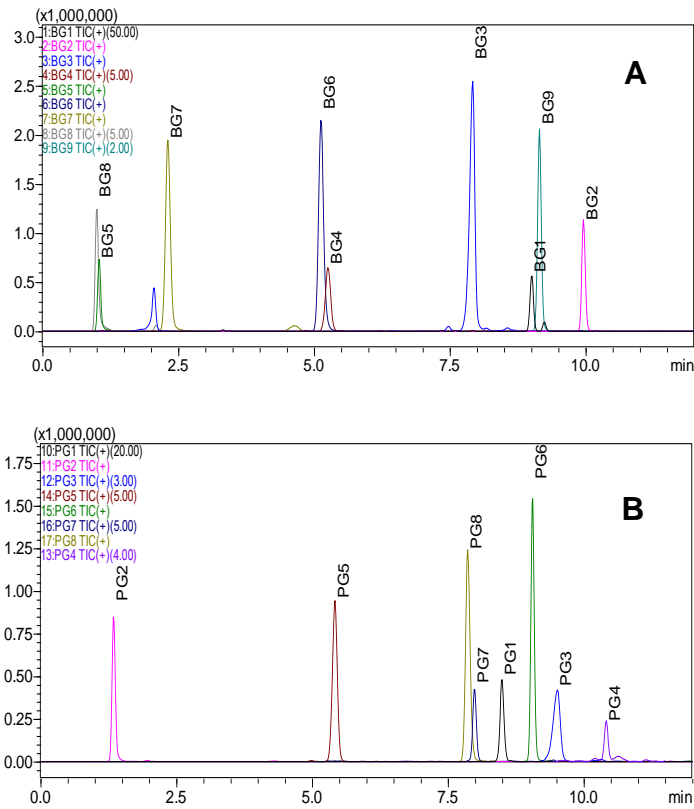 (x1,000,000)
1:BG1 TIC(+)(50.00)
2:BG2 TIC(+)
3:BG3 TIC(+)
4:BG4 TIC(+)(5.00)
5:BG5 TIC(+)
6:BG6 TIC(+)
7:BG7 TIC(+)
8:BG8 TIC(+)(5.00)
9:BG9 TIC(+)(2.00)
A
BG8
BG5
BG7
BG6
BG4
BG3
BG1
BG9
BG2
3.0
2.5
2.0
1.5
1.0
0.5
0.0
0.0 2.5 5.0 7.5 10.0 min
(x1,000,000)
10:PG1 TIC(+)(20.00)
11:PG2 TIC(+)
12:PG3 TIC(+)(3.00)
14:PG5 TIC(+)(5.00)
15:PG6 TIC(+)
16:PG7 TIC(+)(5.00)
17:PG8 TIC(+)
13:PG4 TIC(+)(4.00)
B
PG2
PG5
PG8
PG7
PG1
PG6
PG3
PG4
1.75
1.50
1.25
1.00
0.75
0.50
0.25
0.00
0.0 2.5 5.0 7.5 10.0 min